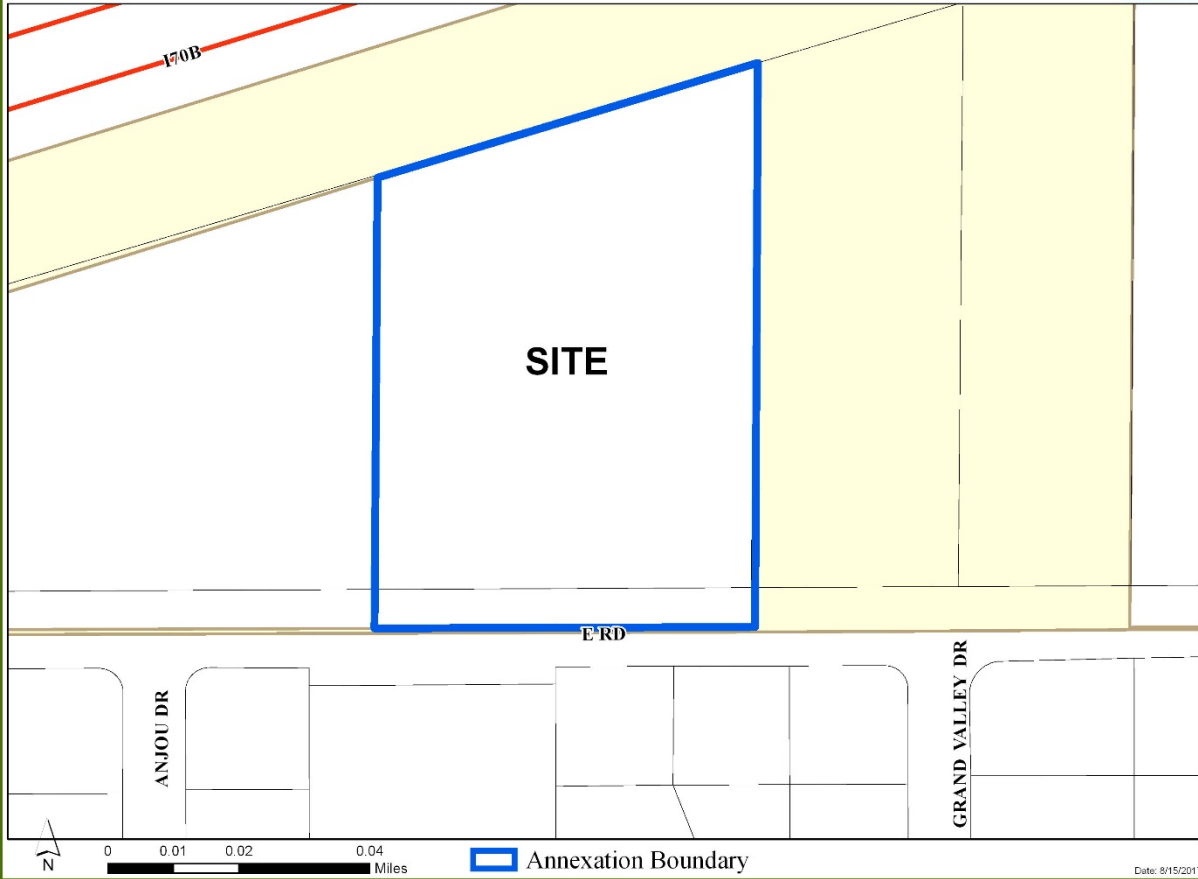 I70B
SITE
E RD
ANJOU DR
GRAND VALLEY DR
N
0 0.01 0.02 0.04
Miles
Annexation Boundary